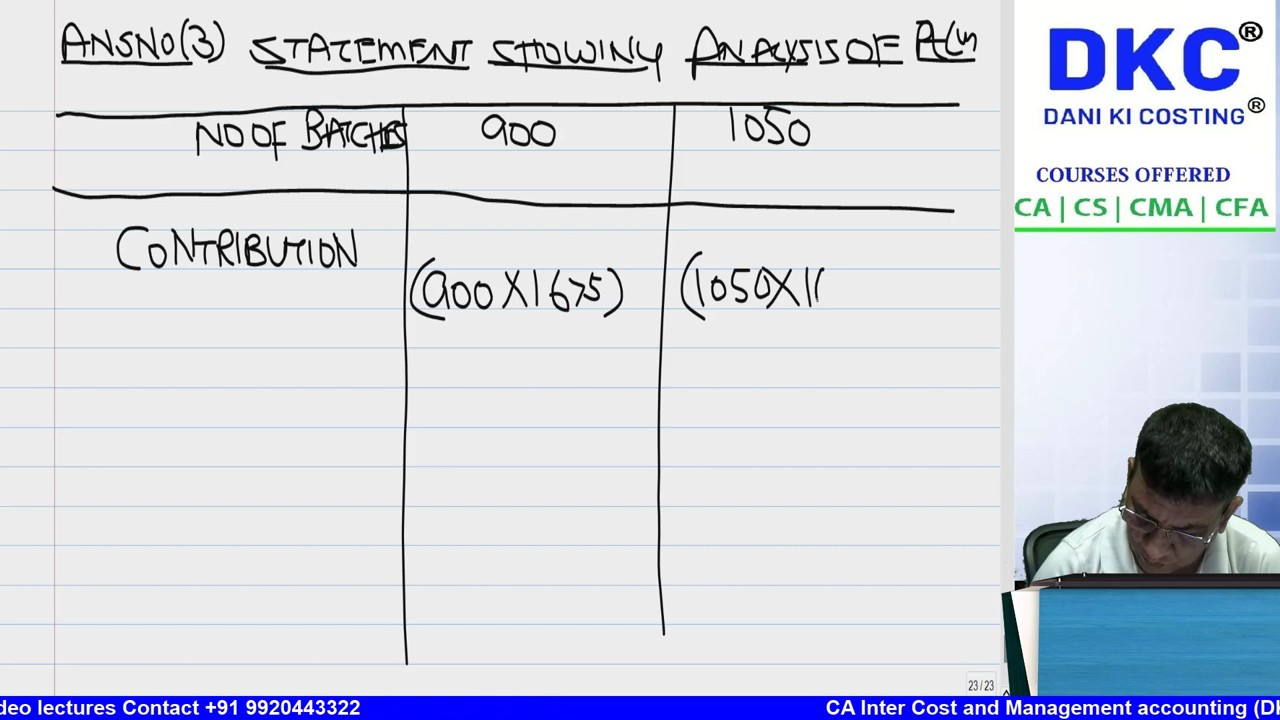 ANSNO(3) STATEMENT SHOWING ANALYSIS OF
NO OF BATCHES 900 1050
CONTRIBUTION
(900X1675) (1050X1
DKC®
DANI KI COSTING®
COURSES OFFERED
CA | CS | CMA | CFA
23 / 23
deo lectures Contact +91 9920443322
CA Inter Cost and Management accounting (D